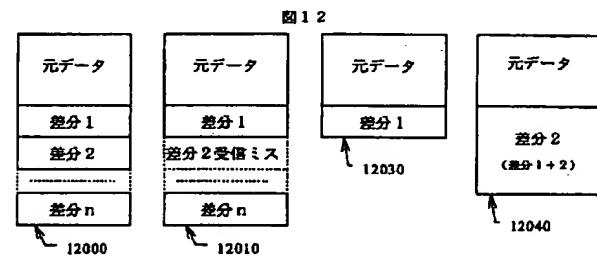 図12
元データ
差分1
差分2
差分n
12000
元データ
差分1
差分2受信ミス
差分n
12010
元データ
差分1
12030
元データ
差分2
(差分1+2)
12040